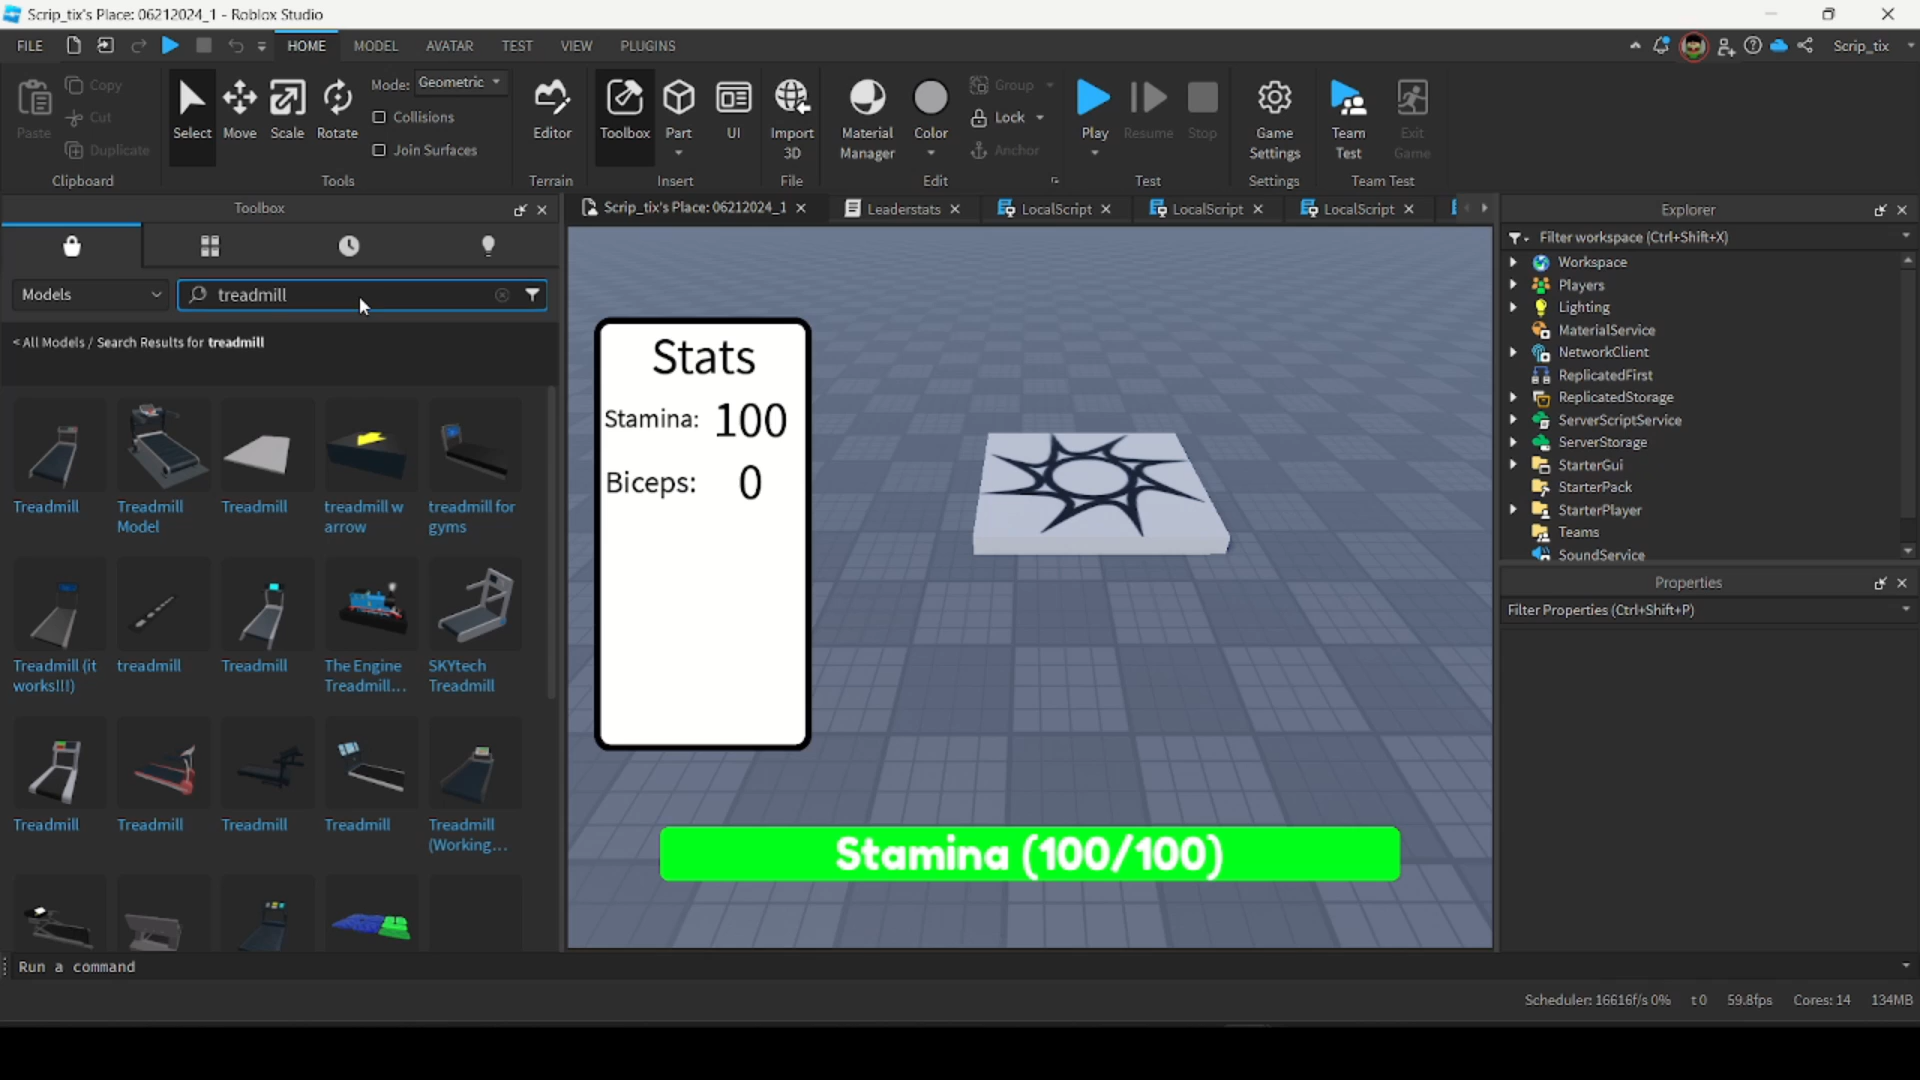 Scrip_tix's Place: 06212024_1 - Roblox Studio
FILE HOME MODEL AVATAR TEST VIEW PLUGINS Scrip_tix
Paste Copy Cut Duplicate
Clipboard
Select Move Scale Rotate
Mode: Geometric
Collisions
Join Surfaces
Tools
Editor
Terrain
Toolbox Part UI
Insert
Import
3D
File
Material
Manager
Color
Group
Lock
Anchor
Edit
Play Resume Stop
Test
Game
Settings
Settings
Team
Test
Exit
Game
Team Test
Toolbox
Models
treadmill
< All Models / Search Results for treadmill
Treadmill
Treadmill
Model
Treadmill
treadmill w
arrow
treadmill for
gyms
Treadmill (it
works!!!)
treadmill
Treadmill
The Engine
Treadmill...
SKYtech
Treadmill
Treadmill
Treadmill
Treadmill
Treadmill
Treadmill
(Working...
Scrip_tix's Place: 06212024_1
Leaderstats
LocalScript
LocalScript
LocalScript
Stats
Stamina: 100
Biceps: 0
Stamina (100/100)
Explorer
Filter workspace (Ctrl+Shift+X)
Workspace
Players
Lighting
MaterialService
NetworkClient
ReplicatedFirst
ReplicatedStorage
ServerScriptService
ServerStorage
StarterGui
StarterPack
StarterPlayer
Teams
SoundService
Properties
Filter Properties (Ctrl+Shift+P)
Run a command
Scheduler: 16616f/s 0% t 0 59.8fps Cores: 14 134MB